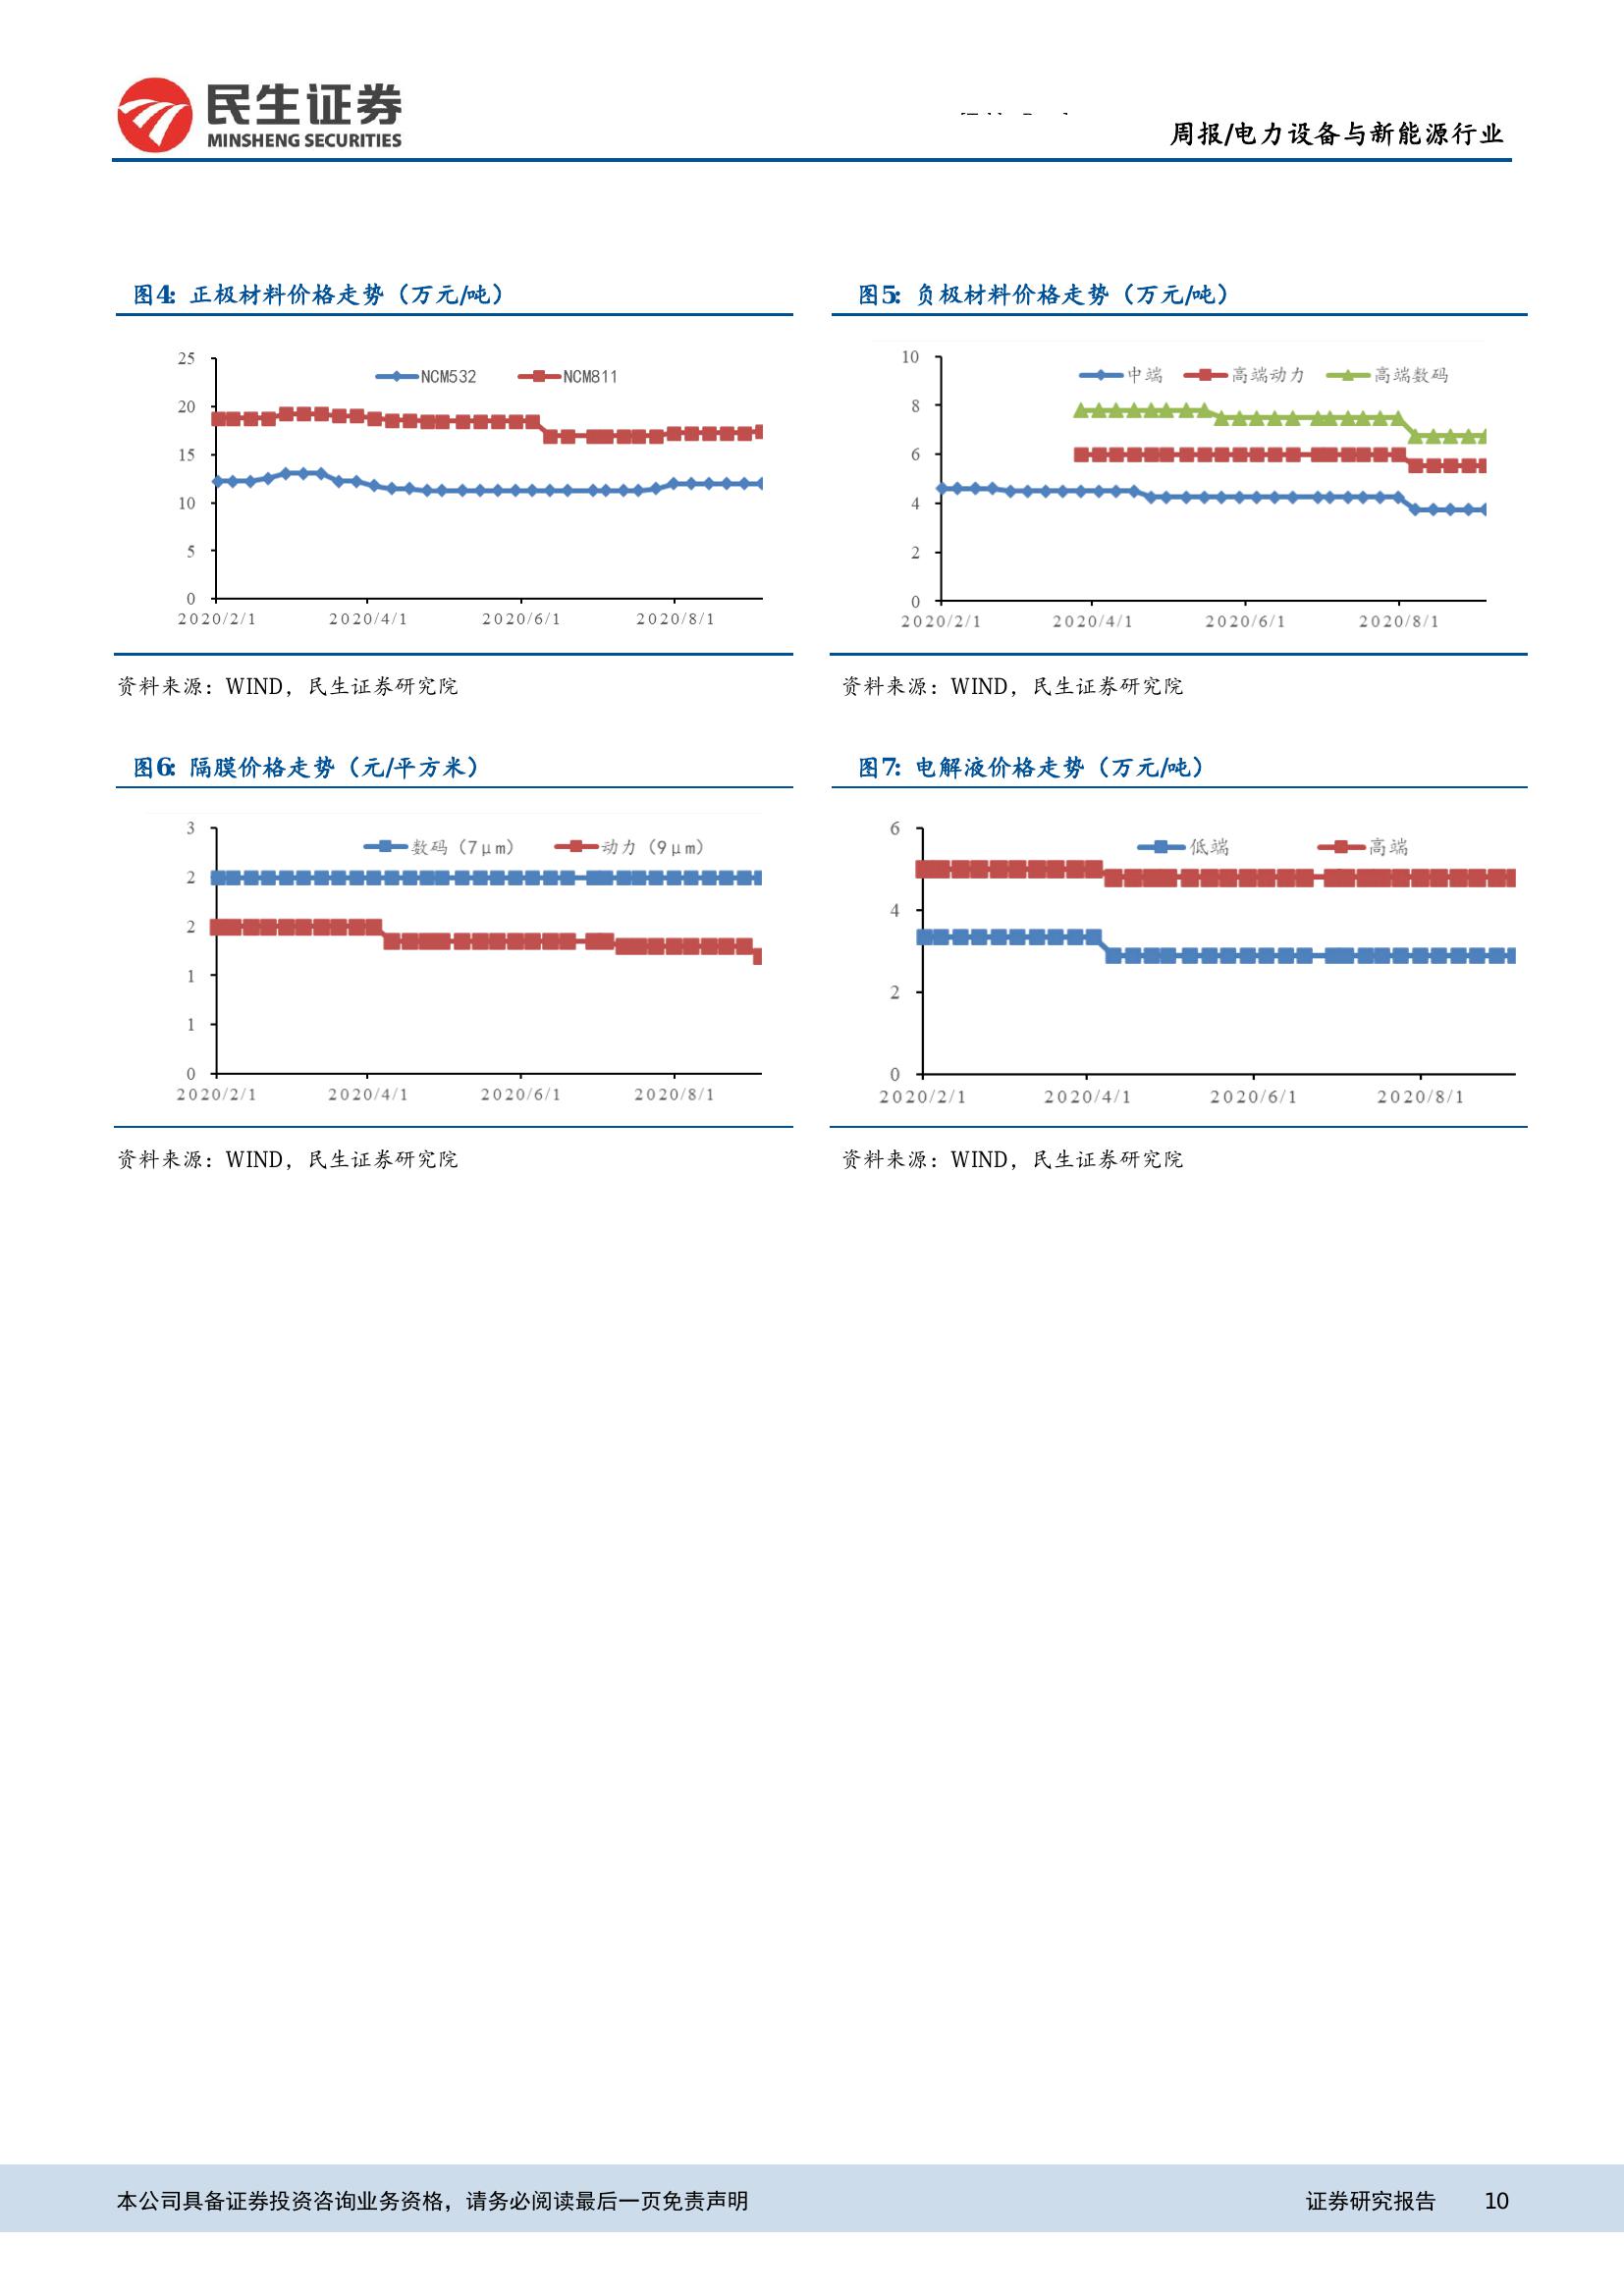 民生证券
MINSHENG SECURITIES
周报/电力设备与新能源行业
图4: 正极材料价格走势（万元/吨）
25
20
15
10
5
0
NCM532 NCM811
2020/2/1 2020/4/1 2020/6/1 2020/8/1
资料来源：WIND，民生证券研究院
图5: 负极材料价格走势（万元/吨）
10
8
6
4
2
0
中端 高端动力 高端数码
2020/2/1 2020/4/1 2020/6/1 2020/8/1
资料来源：WIND，民生证券研究院
图6: 隔膜价格走势（元/平方米）
3
2
2
1
1
0
数码（7μm） 动力（9μm）
2020/2/1 2020/4/1 2020/6/1 2020/8/1
资料来源：WIND，民生证券研究院
图7: 电解液价格走势（万元/吨）
6
4
2
0
低端 高端
2020/2/1 2020/4/1 2020/6/1 2020/8/1
资料来源：WIND，民生证券研究院
本公司具备证券投资咨询业务资格，请务必阅读最后一页免责声明 证券研究报告 10